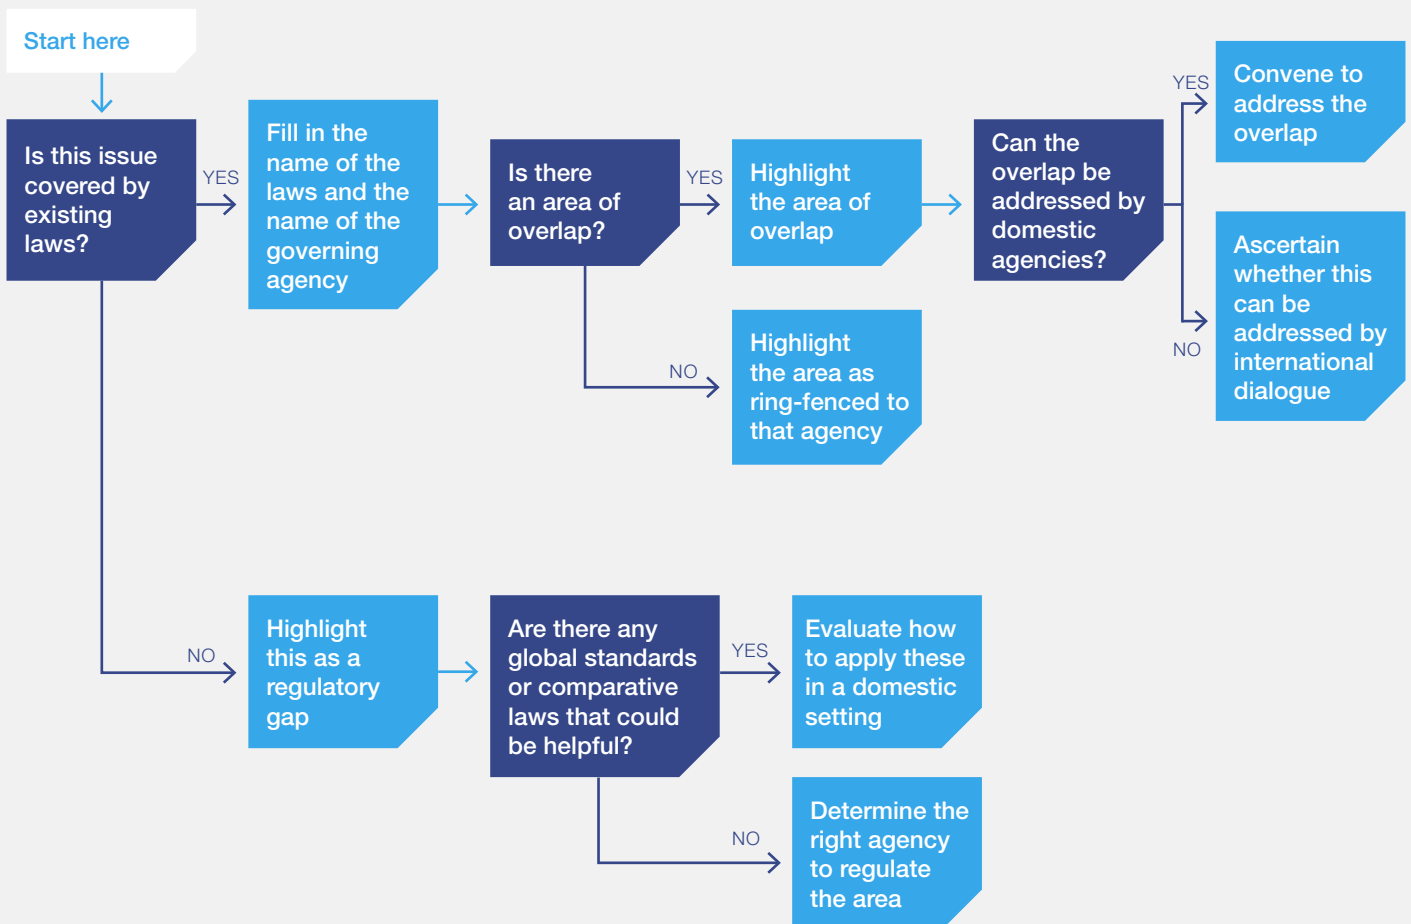 Start here
Is this issue
covered by
existing
laws?
YES
Fill in the
name of the
laws and the
name of the
governing
agency
Is there
an area of
overlap?
YES
Highlight
the area of
overlap
Can the
overlap be
addressed by
domestic
agencies?
YES
Convene to
address the
overlap
NO
Ascertain
whether this
can be
addressed by
international
dialogue
NO
Highlight
the area as
ring-fenced to
that agency
NO
Highlight
this as a
regulatory
gap
Are there any
global standards
or comparative
laws that could
be helpful?
YES
Evaluate how
to apply these
in a domestic
setting
NO
Determine the
right agency
to regulate
the area